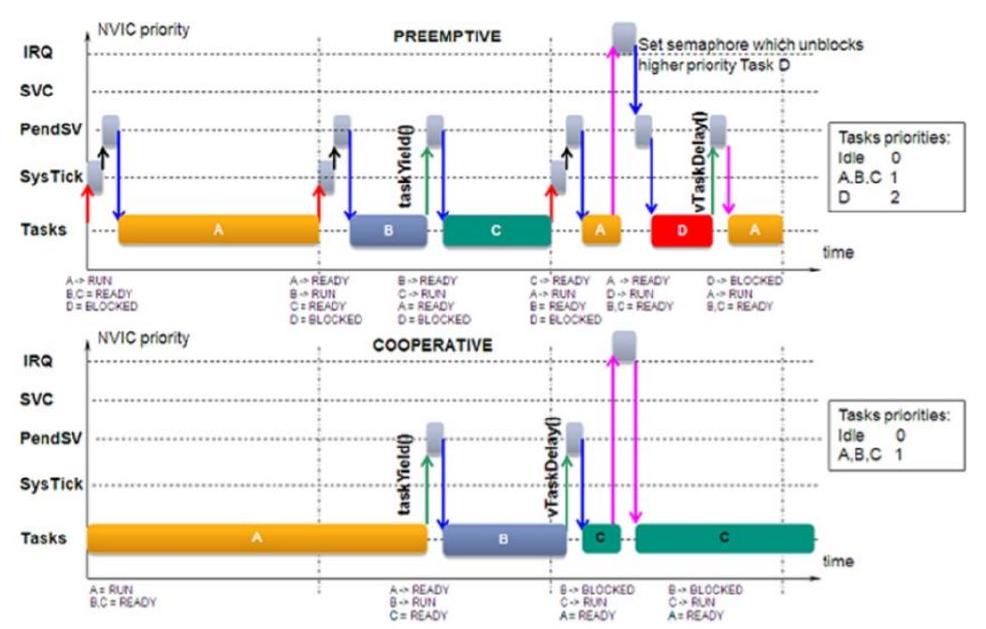 NVIC priority
PREEMPTIVE
IRQ
Set semaphore which unblocks
higher priority Task D
SVC
PendSV
taskYield()
vTaskDelay()
SysTick
Tasks priorities:
Idle 0
A,B,C 1
D 2
Tasks
A
B
C
A
D
A
time
A -> RUN
B,C = READY
D = BLOCKED
A -> READY
B -> RUN
C = READY
D = BLOCKED
B -> READY
C -> RUN
A = READY
D = BLOCKED
C -> READY
A -> RUN
B = READY
D = BLOCKED
A -> READY
D -> RUN
B,C = READY
D -> BLOCKED
A -> RUN
B,C = READY
NVIC priority
COOPERATIVE
IRQ
SVC
PendSV
taskYield()
vTaskDelay()
SysTick
Tasks priorities:
Idle 0
A,B,C 1
Tasks
A
B
C
C
time
A = RUN
B,C = READY
A -> READY
B -> RUN
C = READY
B -> BLOCKED
C -> RUN
A = READY
B -> BLOCKED
C -> RUN
A = READY